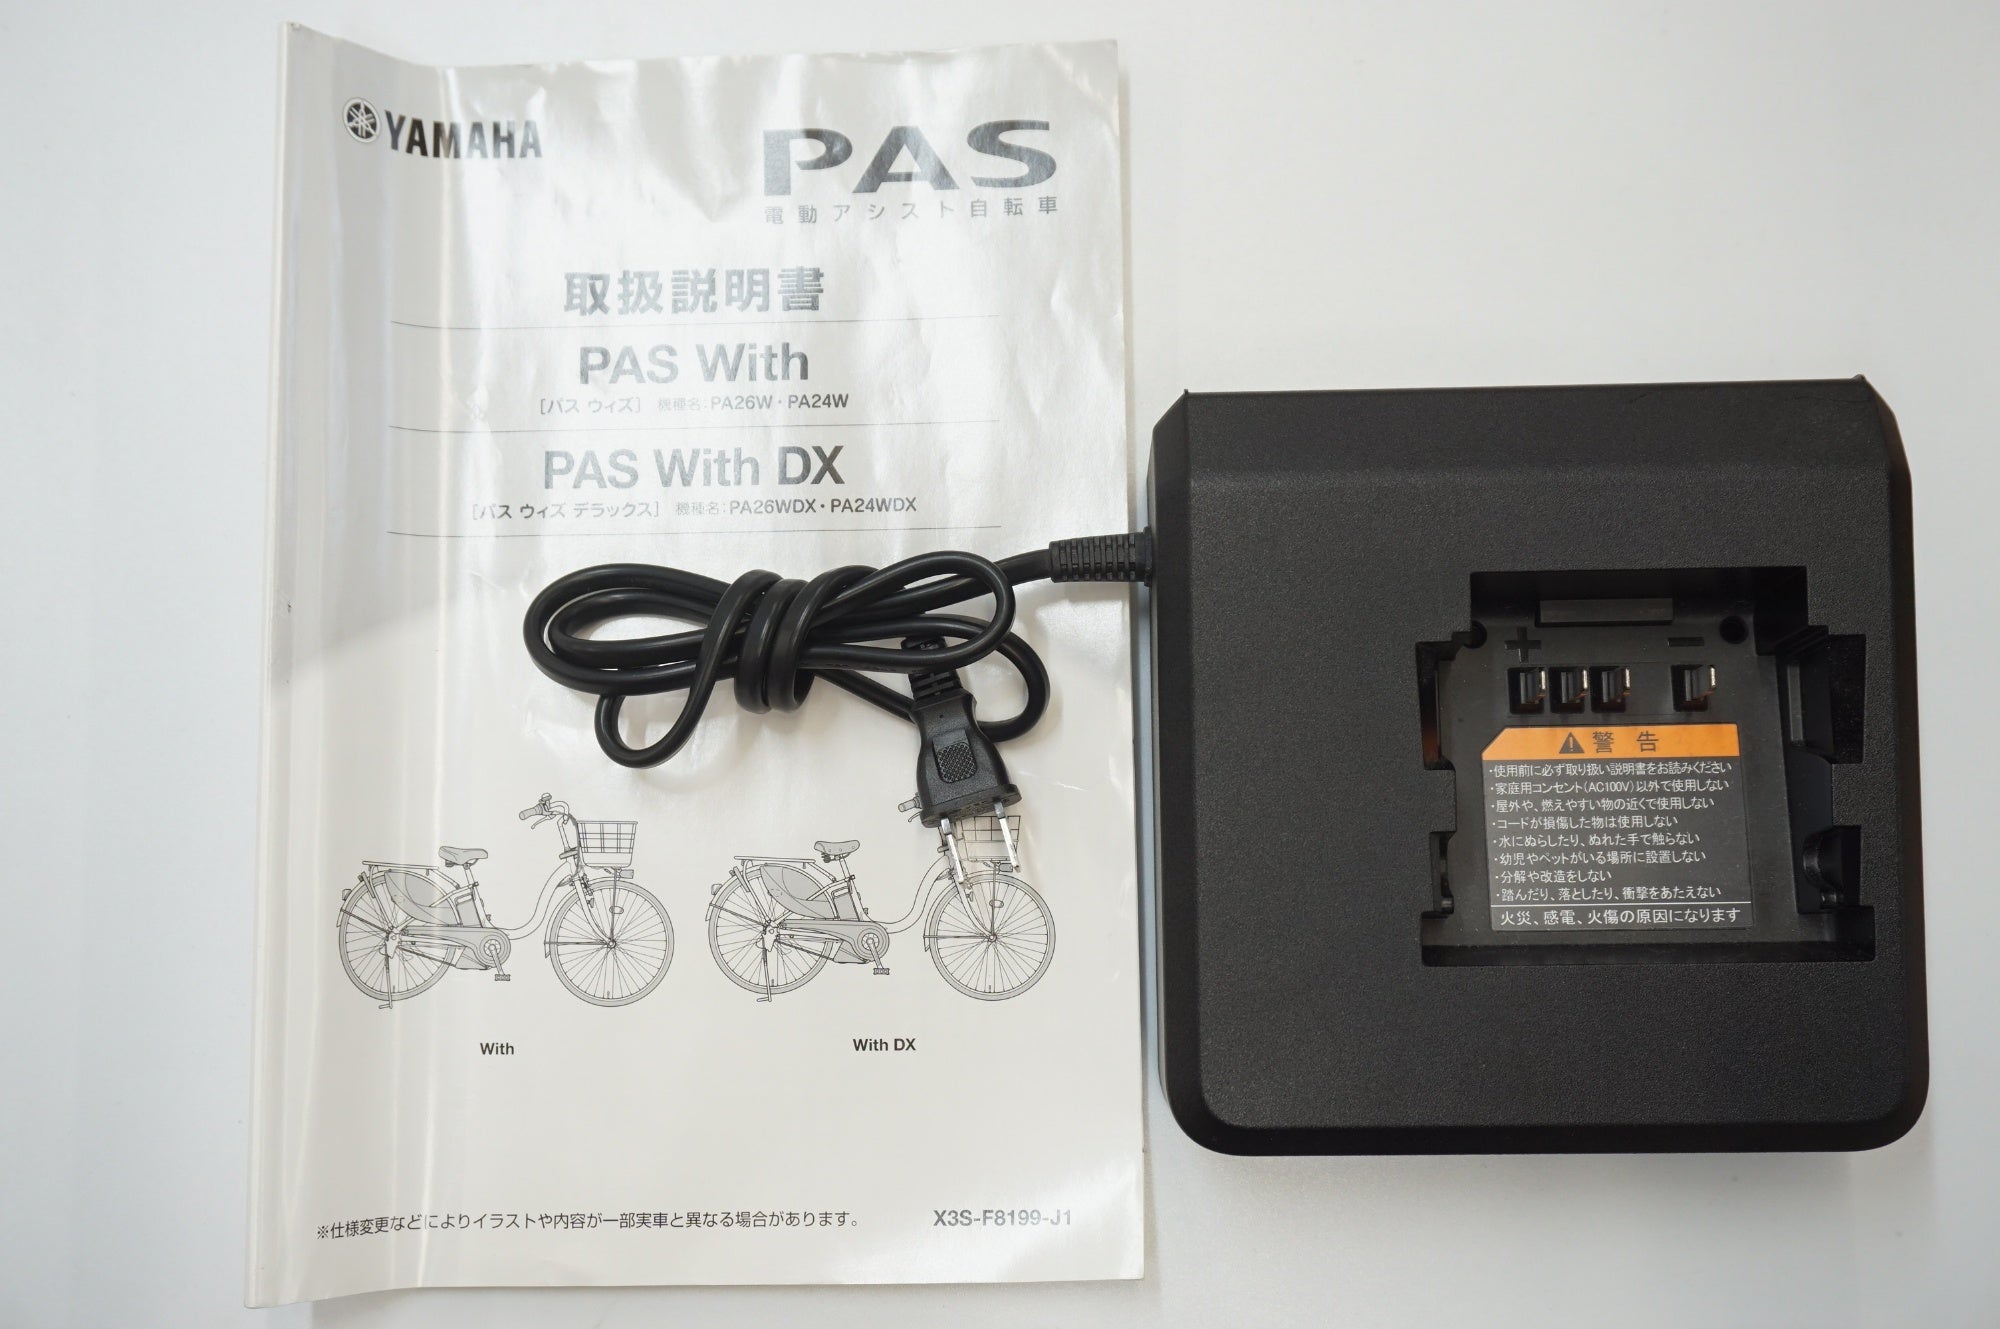 YAMAHA
PAS
電動アシスト自転車
取扱説明書
PAS With
[パス ウィズ] 機種名:PA26W・PA24W
PAS With DX
[パス ウィズ デラックス] 機種名:PA26WDX・PA24WDX
With
With DX
※仕様変更などによりイラストや内容が一部実車と異なる場合があります。
X3S-F8199-J1
+ −
警告
・使用前に必ず取り扱い説明書をお読みください
・家庭用コンセント(AC100V)以外で使用しない
・屋外や、燃えやすい物の近くで使用しない
・コードが損傷した物は使用しない
・水にぬらしたり、ぬれた手で触らない
・幼児やペットがいる場所に設置しない
・分解や改造をしない
・踏んだり、落としたり、衝撃をあたえない
火災、感電、火傷の原因になります